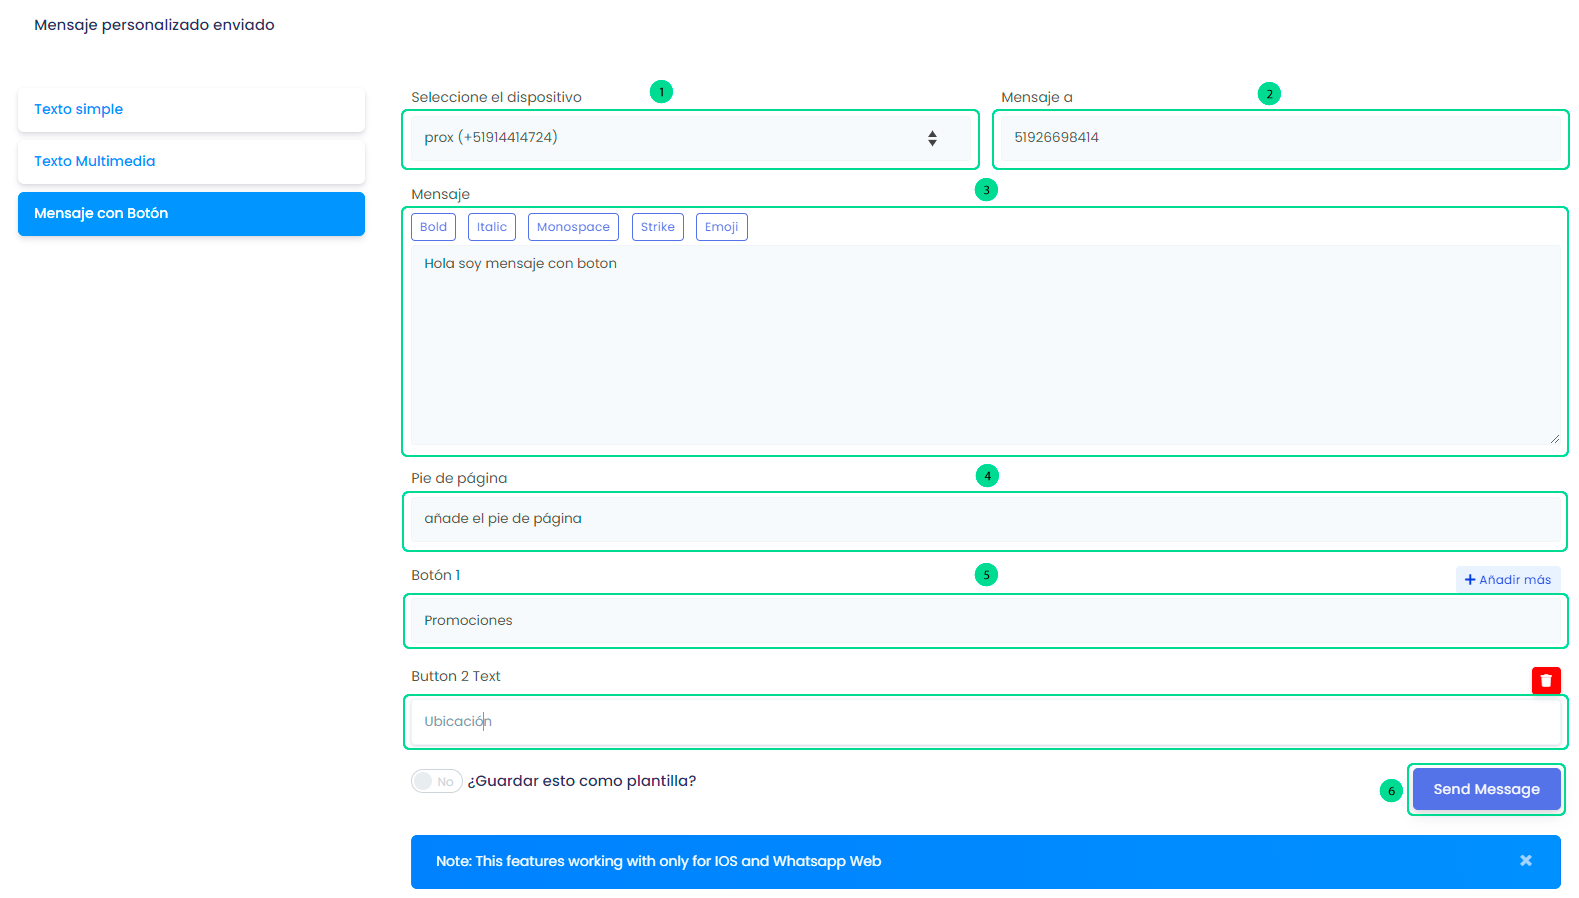 Mensaje personalizado enviado
Texto simple
Texto Multimedia
Mensaje con Botón
Seleccione el dispositivo
1
prox (+51914414724)
Mensaje a
2
51926698414
Mensaje
3
Bold Italic Monospace Strike Emoji
Hola soy mensaje con boton
Pie de página
4
añade el pie de página
Botón 1
5
Añadir más
Promociones
Button 2 Text
Ubicación
No ¿Guardar esto como plantilla?
6
Send Message
Note: This features working with only for IOS and Whatsapp Web